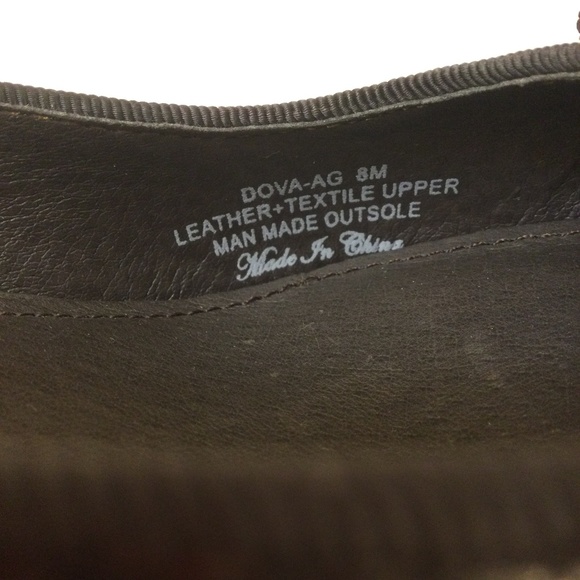 DOVA-AG 8M
LEATHER+TEXTILE UPPER
MAN MADE OUTSOLE
Made In China